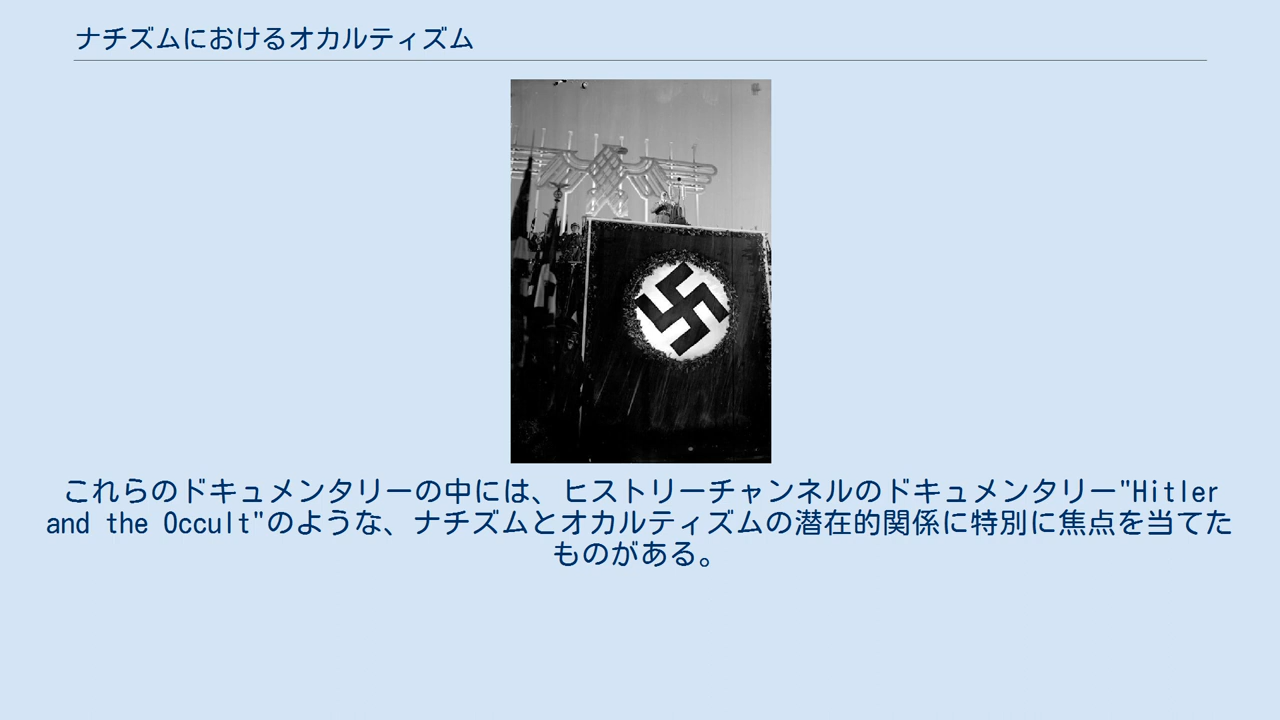 ナチズムにおけるオカルティズム
これらのドキュメンタリーの中には、ヒストリーチャンネルのドキュメンタリー"Hitler
and the Occult"のような、ナチズムとオカルティズムの潜在的関係に特別に焦点を当てた
ものがある。